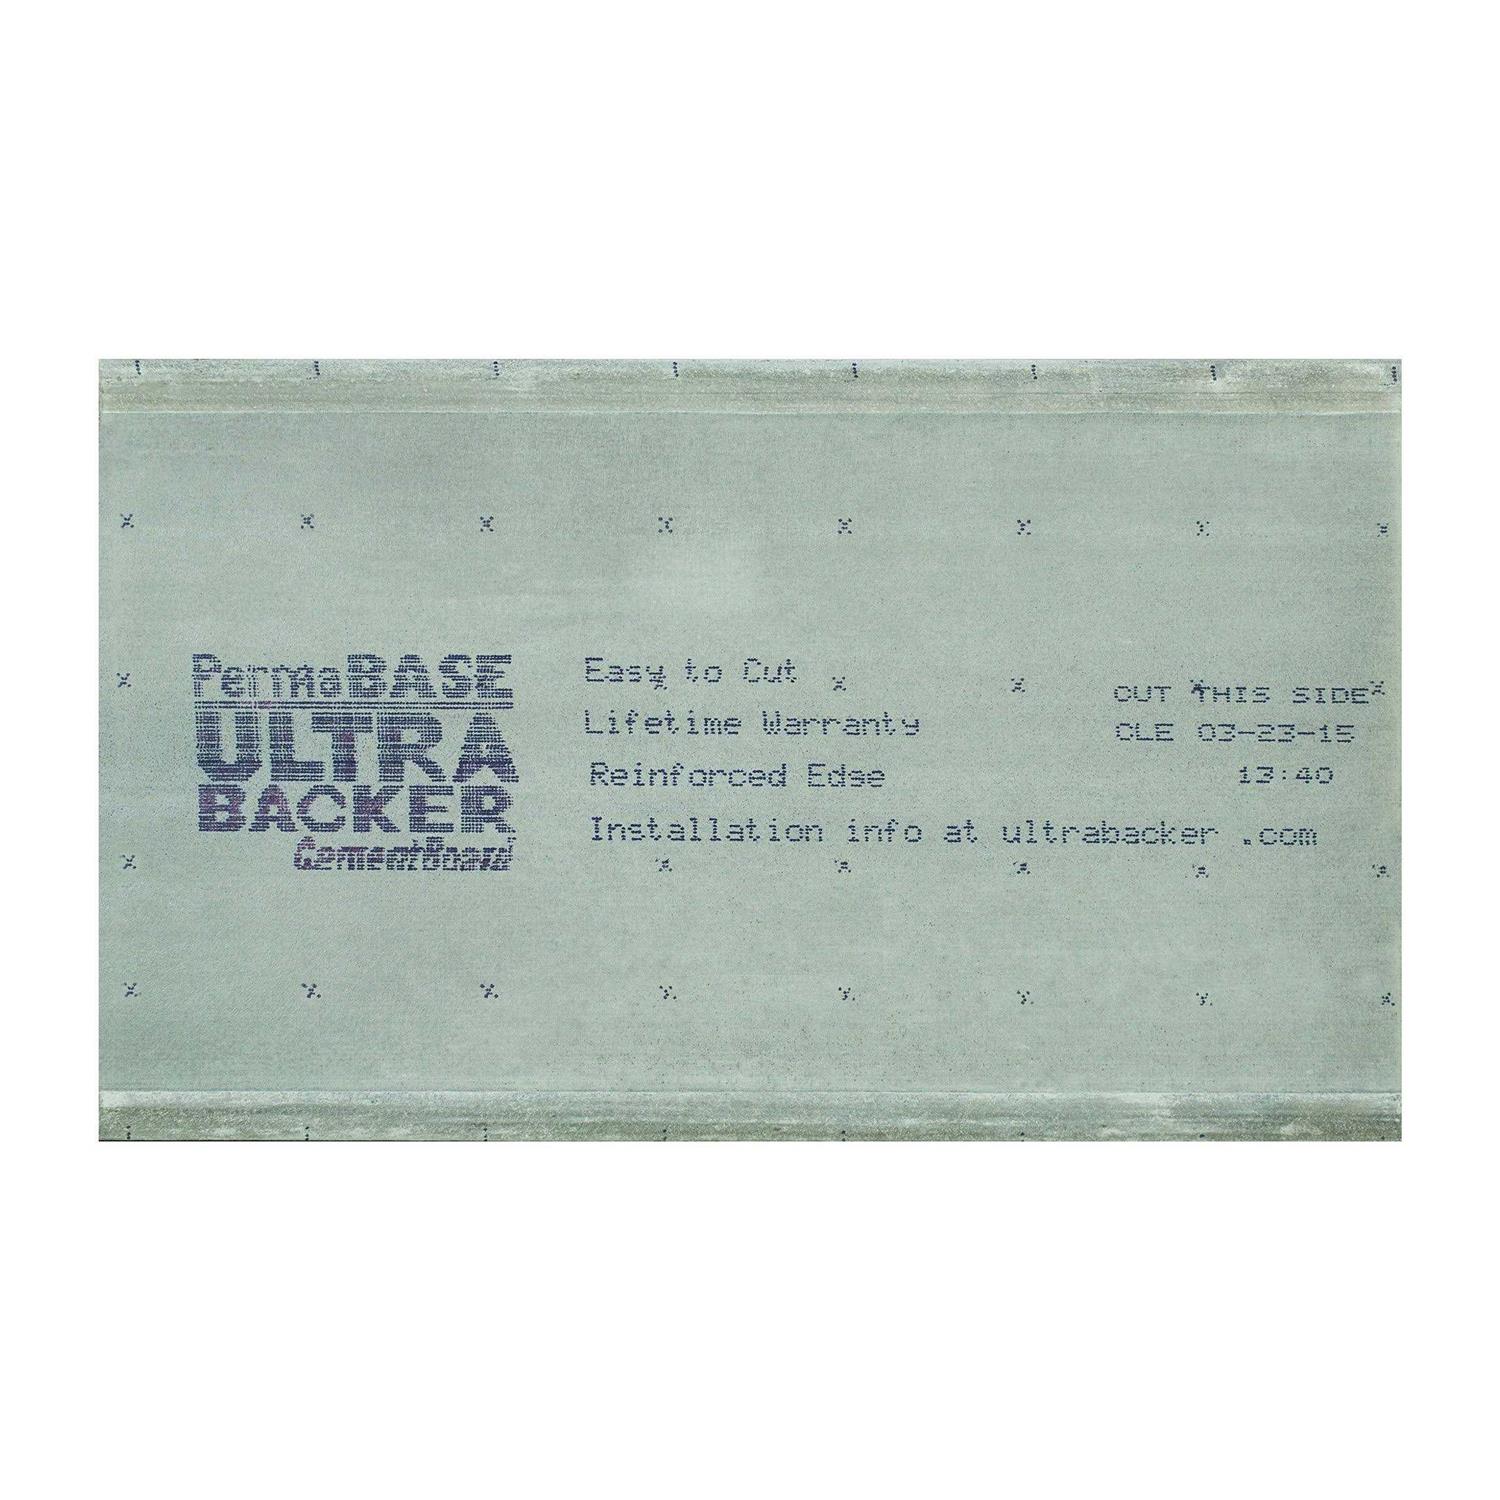 PermaBASE
ULTRA
BACKER
CementBoard
Easy to Cut
Lifetime Warranty
Reinforced Edge
Installation info at ultrabacker .com
CUT THIS SIDE
CLE 03-23-15
13:40